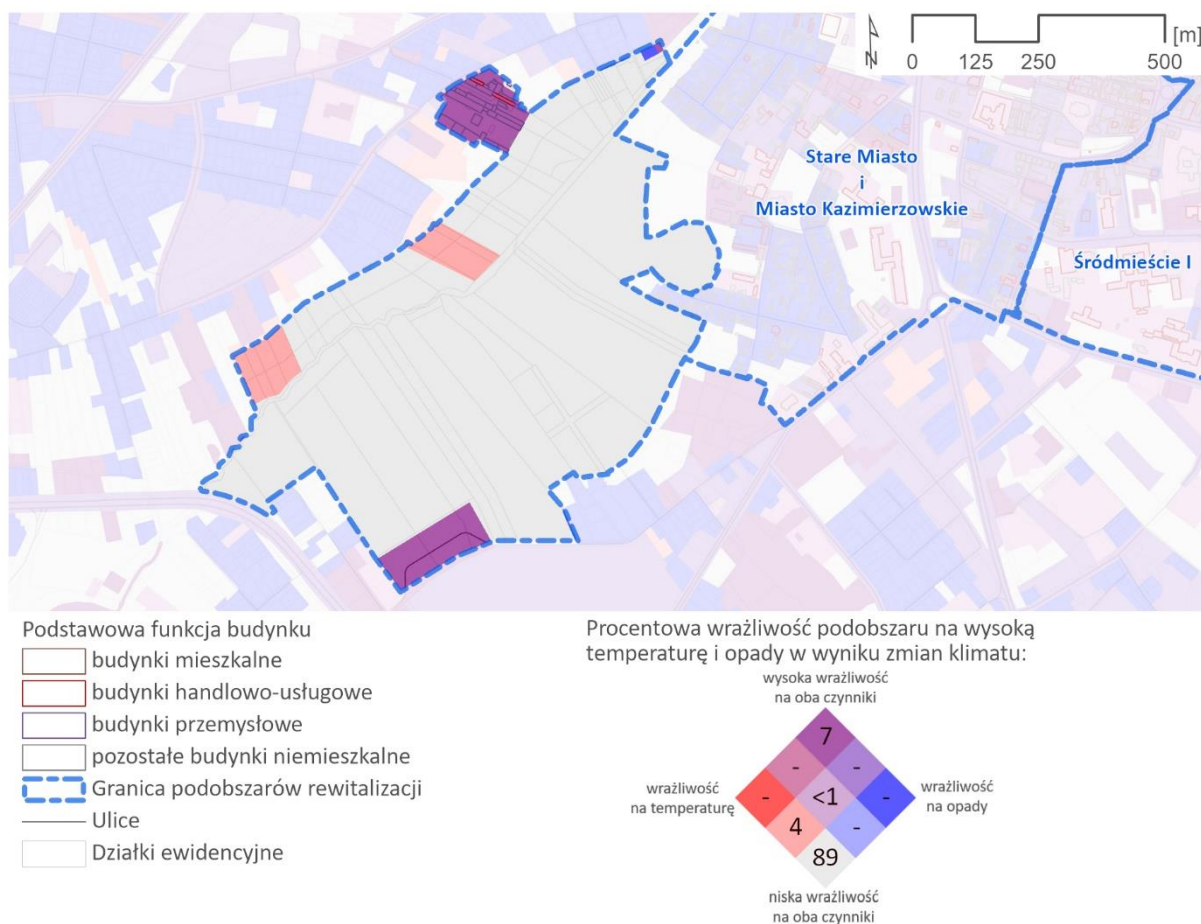 [m]
0 125 250 500
Stare Miasto
i
Miasto Kazimierzowskie
Śródmieście I
Podstawowa funkcja budynku
budynki mieszkalne
budynki handlowo-usługowe
budynki przemysłowe
pozostałe budynki niemieszkalne
Granica podobszarów rewitalizacji
Ulice
Działki ewidencyjne
Procentowa wrażliwość podobszaru na wysoką
temperaturę i opady w wyniku zmian klimatu:
wysoka wrażliwość
na oba czynniki
7
- -
wrażliwość
na temperaturę
- <1 -
wrażliwość
na opady
4 -
89
niska wrażliwość
na oba czynniki